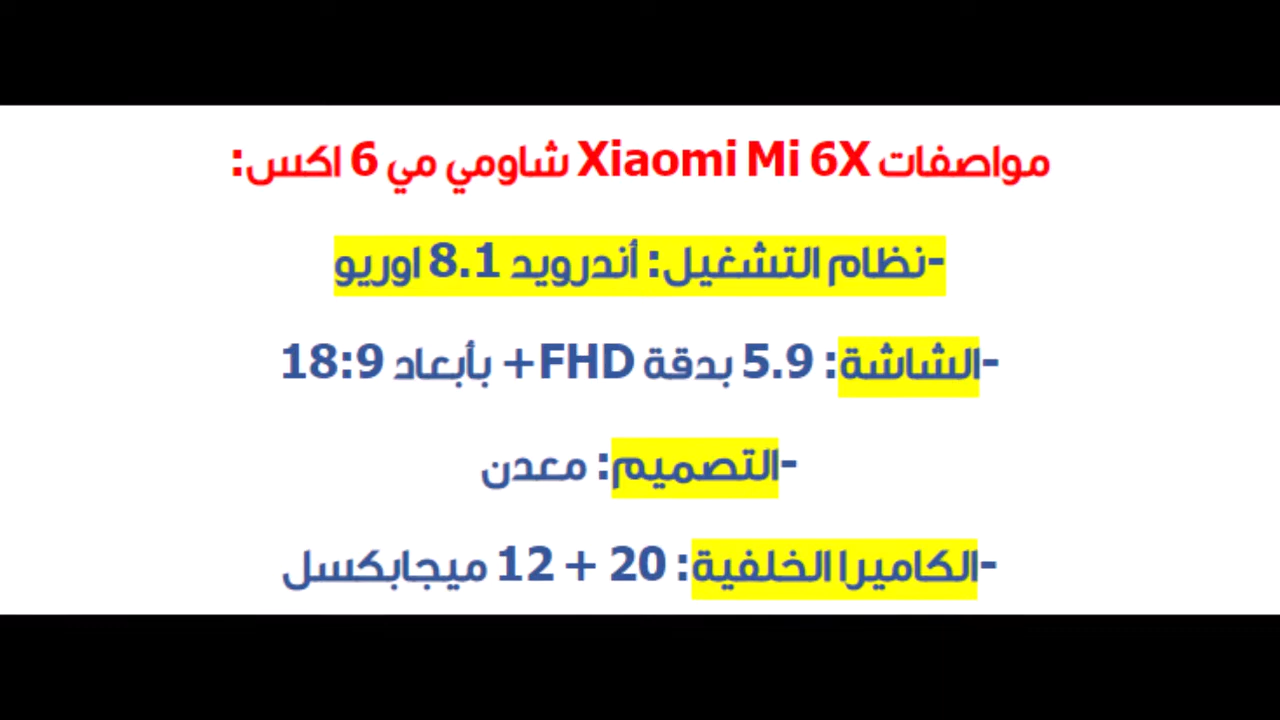 مواصفات Xiaomi Mi 6X شاومي مي 6 اكس:
-نظام التشغيل: أندرويد 8.1 اوريو
-الشاشة: 5.9 بدقة FHD+ بأبعاد 18:9
-التصميم: معدن
-الكاميرا الخلفية: 20 + 12 ميجابكسل